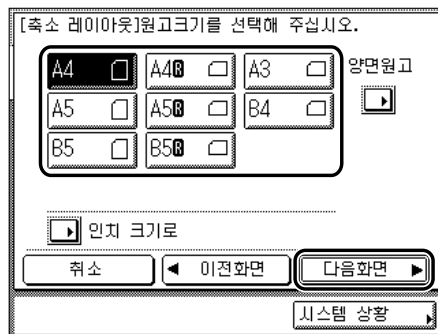 [축소 레이아웃]원고크기를 선택해 주십시오.
A4 A4R A3 양면원고
A5 A5R B4
B5 B5R
인치 크기로
취소 ◀ 이전화면 다음화면 ▶
시스템 상황